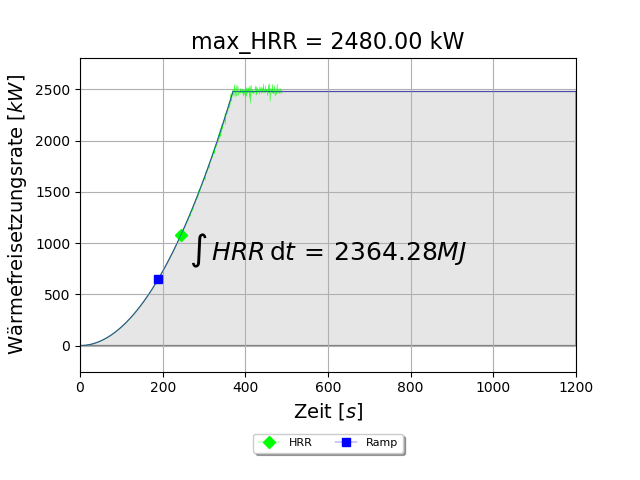 max_HRR = 2480.00 kW
Wärmefreisetzungsrate [kW]
2500
2000
1500
1000
500
0
∫ HRR dt = 2364.28MJ
0 200 400 600 800 1000 1200
Zeit [s]
HRR Ramp